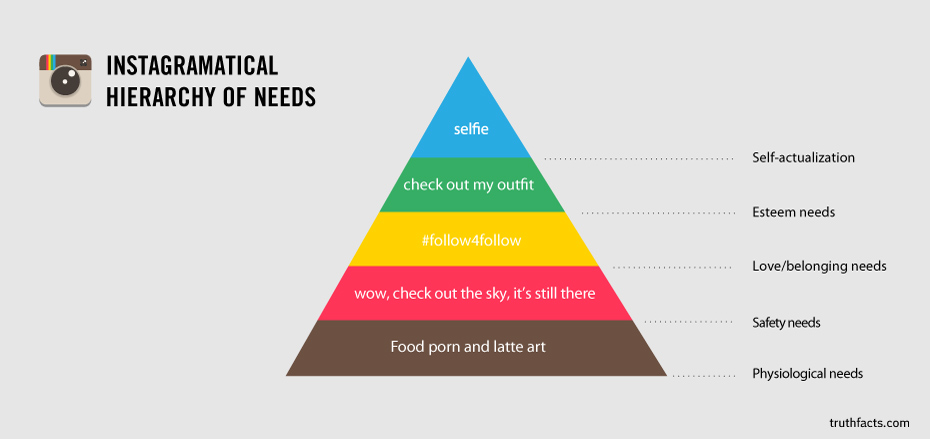 INSTAGRAMATICAL
HIERARCHY OF NEEDS
selfie
Self-actualization
check out my outfit
Esteem needs
#follow4follow
Love/belonging needs
wow, check out the sky, it's still there
Safety needs
Food porn and latte art
Physiological needs
truthfacts.com